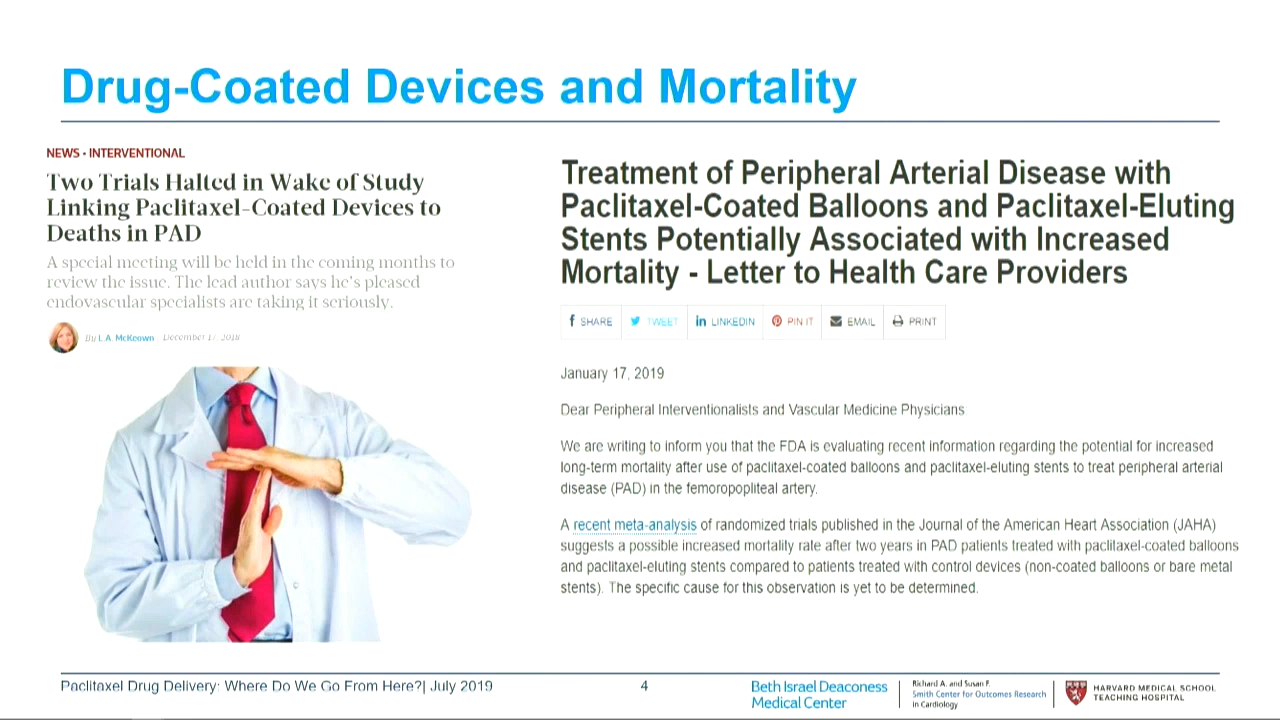 Drug-Coated Devices and Mortality
NEWS • INTERVENTIONAL
Two Trials Halted in Wake of Study
Linking Paclitaxel-Coated Devices to
Deaths in PAD
A special meeting will be held in the coming months to
review the issue. The lead author says he's pleased
endovascular specialists are taking it seriously.
By L.A. McKeown December 17, 2018
Treatment of Peripheral Arterial Disease with
Paclitaxel-Coated Balloons and Paclitaxel-Eluting
Stents Potentially Associated with Increased
Mortality - Letter to Health Care Providers
f SHARE TWEET in LINKEDIN PIN IT EMAIL PRINT
January 17, 2019
Dear Peripheral Interventionalists and Vascular Medicine Physicians
We are writing to inform you that the FDA is evaluating recent information regarding the potential for increased
long-term mortality after use of paclitaxel-coated balloons and paclitaxel-eluting stents to treat peripheral arterial
disease (PAD) in the femoropopliteal artery.
A recent meta-analysis of randomized trials published in the Journal of the American Heart Association (JAHA)
suggests a possible increased mortality rate after two years in PAD patients treated with paclitaxel-coated balloons
and paclitaxel-eluting stents compared to patients treated with control devices (non-coated balloons or bare metal
stents). The specific cause for this observation is yet to be determined.
Paclitaxel Drug Delivery: Where Do We Go From Here?| July 2019
4
Beth Israel Deaconess
Medical Center
Richard A. and Susan F.
Smith Center for Outcomes Research
in Cardiology
HARVARD MEDICAL SCHOOL
TEACHING HOSPITAL